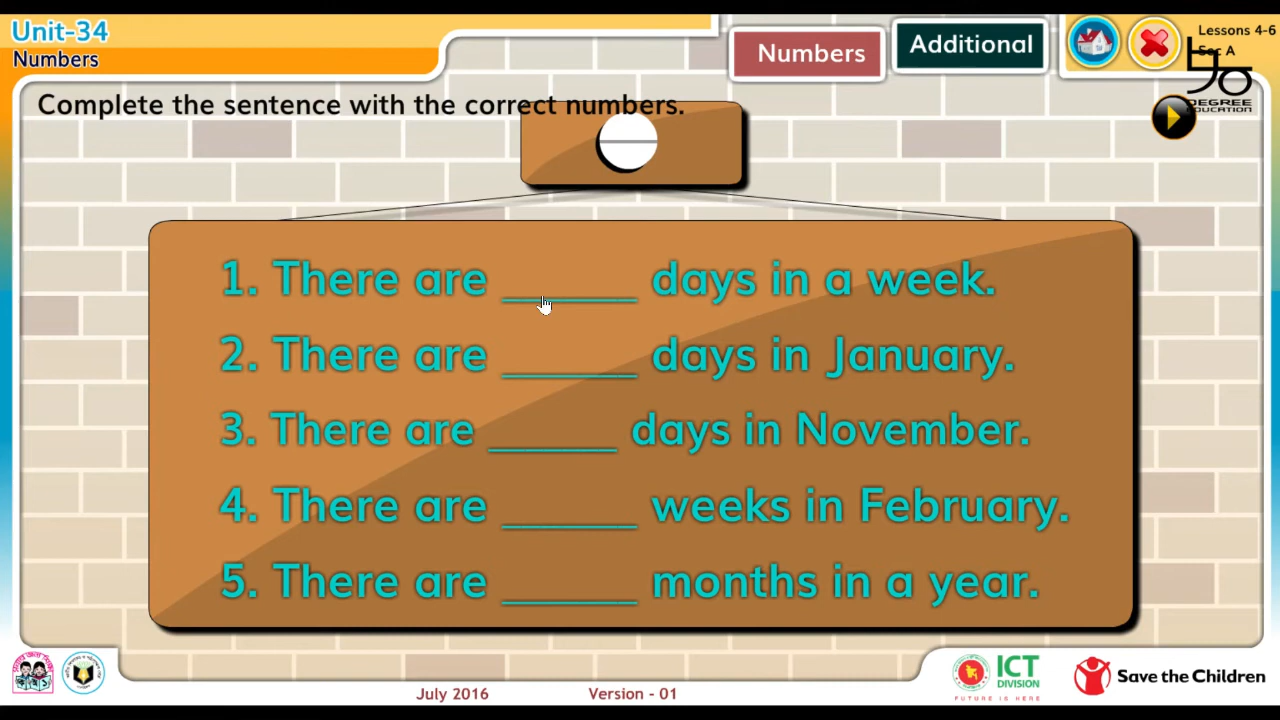 Unit-34
Numbers
Numbers
Additional
Lessons 4-6
Sec A
DEGREE
EDUCATION
Complete the sentence with the correct numbers.
1. There are ______ days in a week.
2. There are ______ days in January.
3. There are ______ days in November.
4. There are ______ weeks in February.
5. There are ______ months in a year.
July 2016
Version - 01
ICT
DIVISION
FUTURE IS HERE
Save the Children